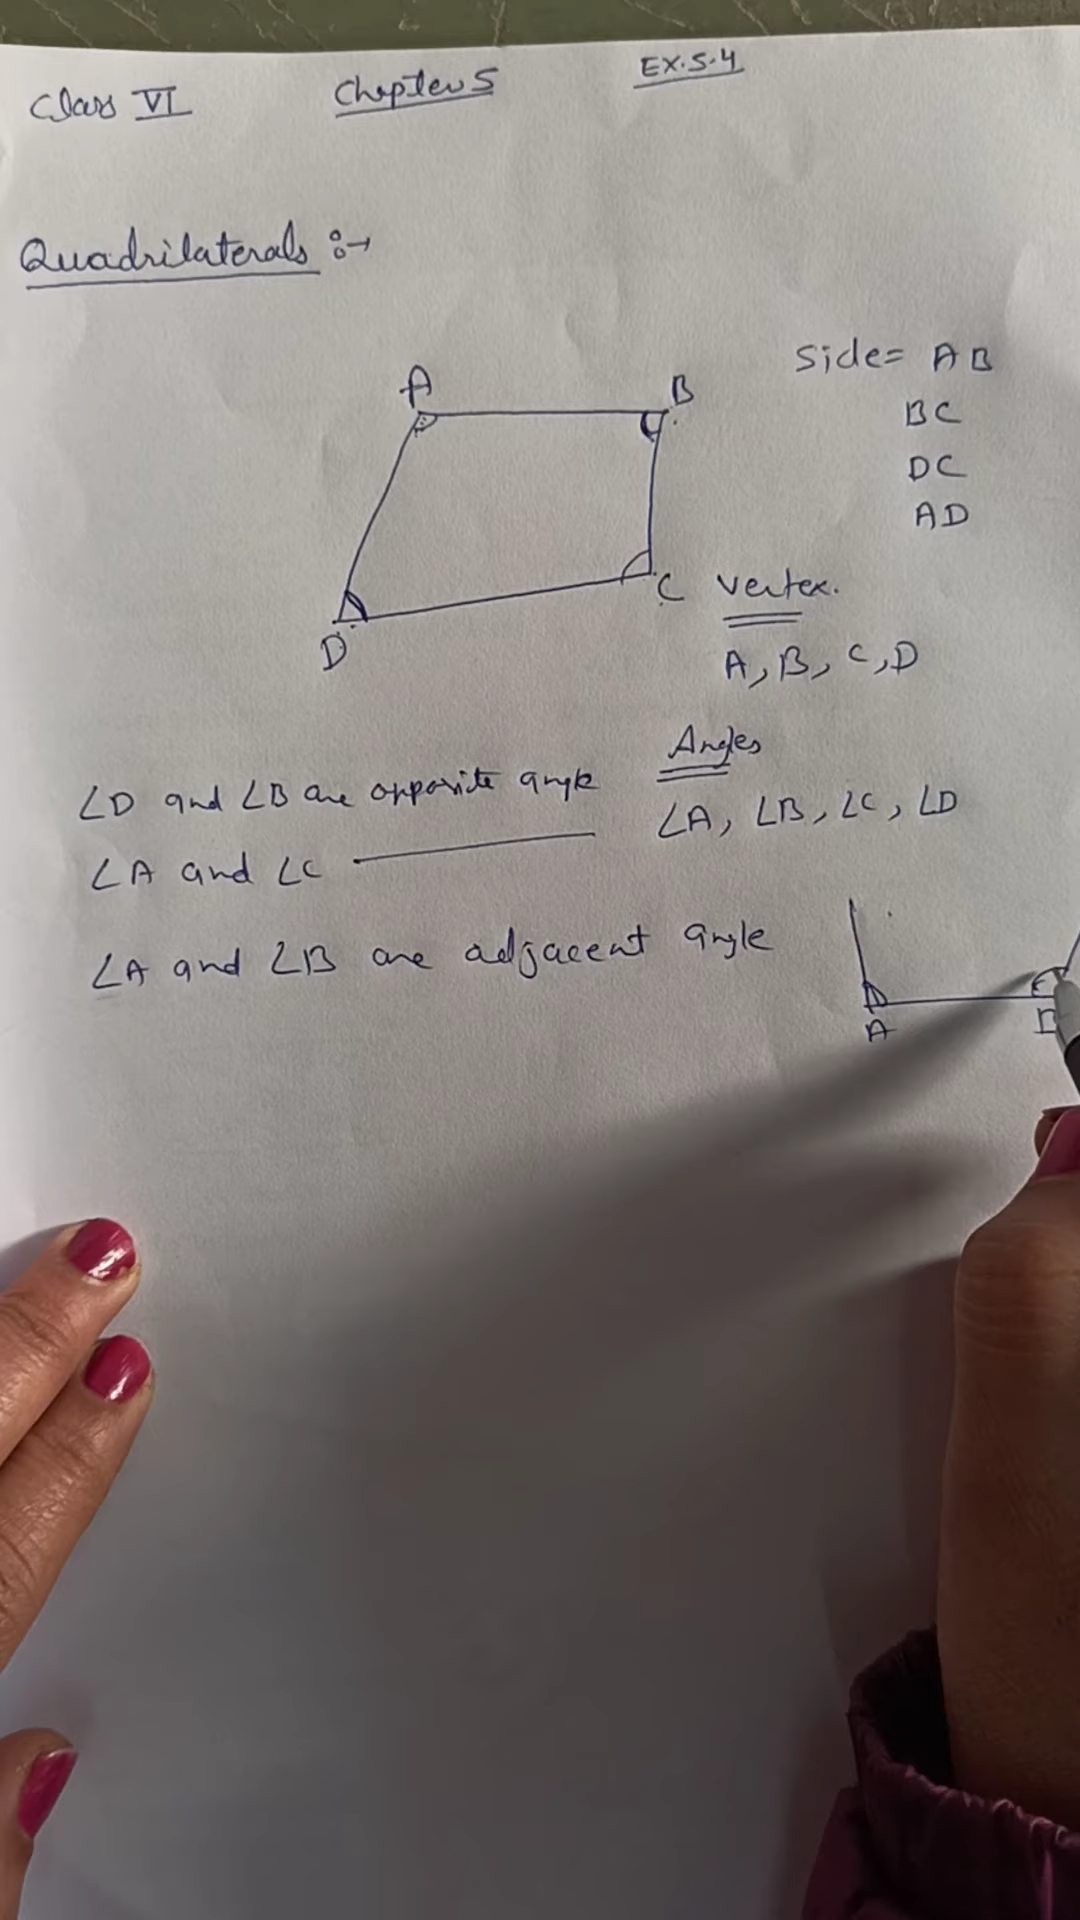 Class VI Chapter 5 EX.5.4
Quadrilaterals :→
A
B
C
D
Side = AB
BC
DC
AD
Vertex.
A, B, C, D
Angles
∠A, ∠B, ∠C, ∠D
∠D and ∠B are opposite angle
∠A and ∠C ―――
∠A and ∠B are adjacent angle
A